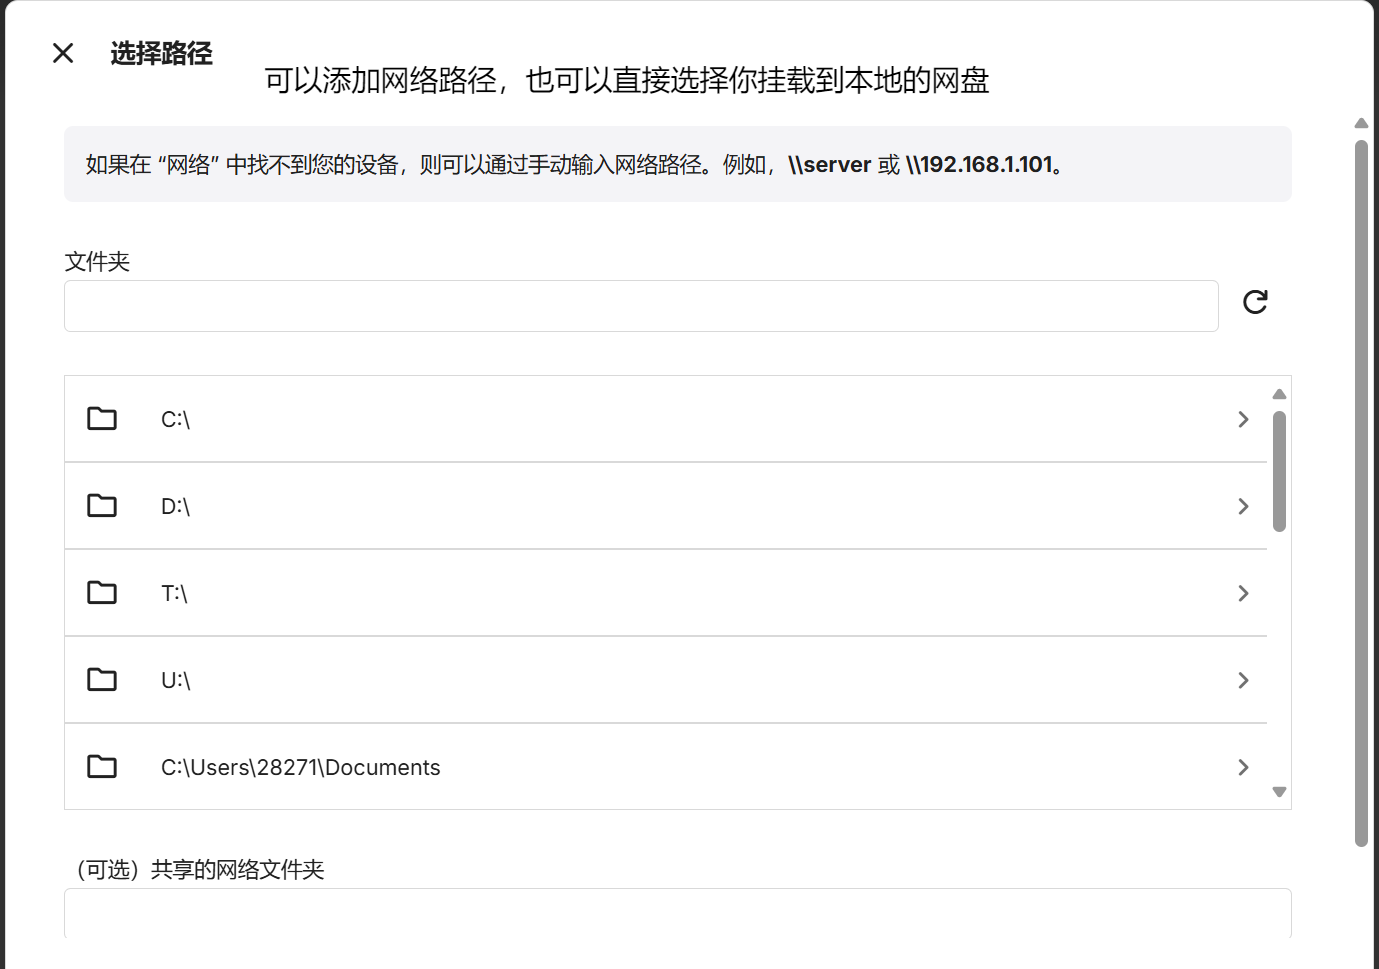 选择路径
可以添加网络路径，也可以直接选择你挂载到本地的网盘
如果在 “网络” 中找不到您的设备，则可以通过手动输入网络路径。例如，\\server 或 \\192.168.1.101。
文件夹
C:\
D:\
T:\
U:\
C:\Users\28271\Documents
（可选）共享的网络文件夹